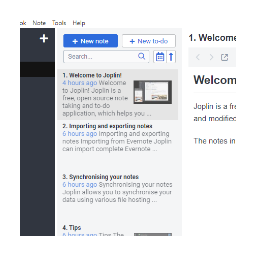 ok Note Tools Help
+ New note
+ New to-do
1. Welcome
Search...
1. Welcome to Joplin!
4 hours ago Welcome
to Joplin! Joplin is a
free, open source note
taking and to-do
application, which helps you ...
2. Importing and exporting notes
6 hours ago Importing and exporting
notes Importing from Evernote Joplin
can import complete Evernote ...
3. Synchronising your notes
6 hours ago Synchronising your notes
Joplin allows you to synchronise your
data using various file hosting ...
4. Tips
6 hours ago Tips The
Welcom
Joplin is a fre
and modified
The notes in